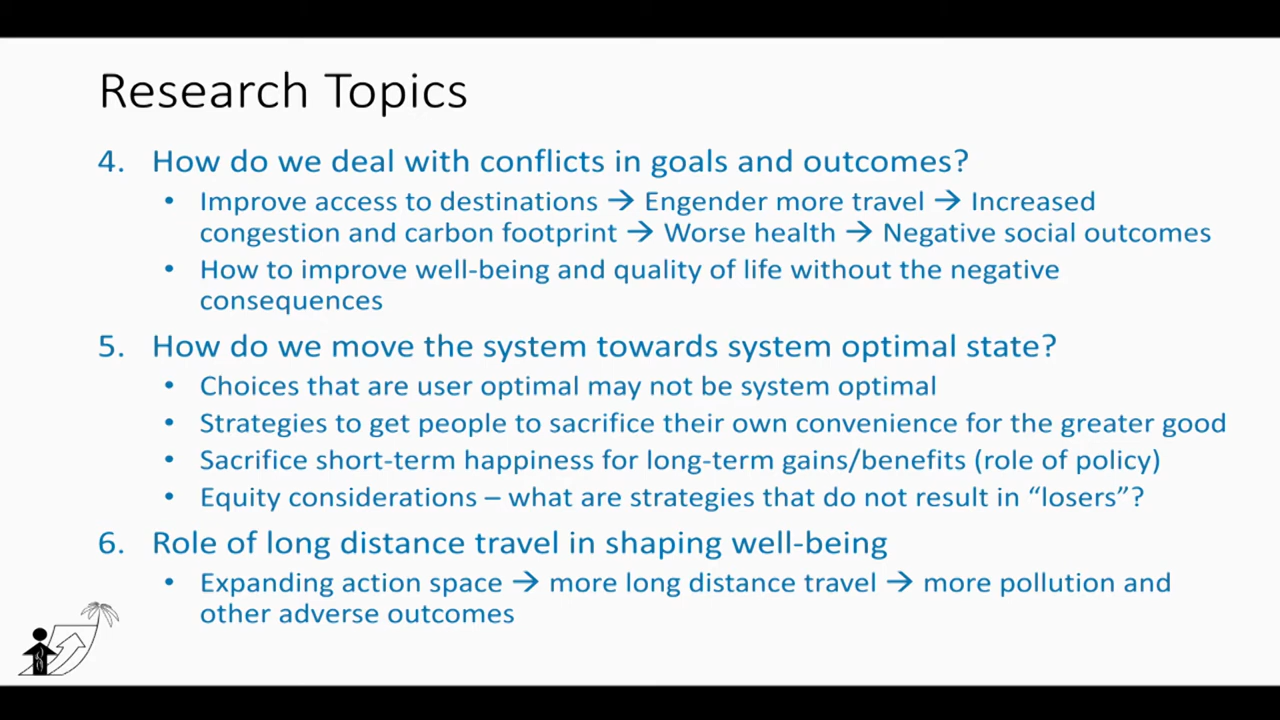 Research Topics
4. How do we deal with conflicts in goals and outcomes?
• Improve access to destinations → Engender more travel → Increased
congestion and carbon footprint → Worse health → Negative social outcomes
• How to improve well-being and quality of life without the negative
consequences
5. How do we move the system towards system optimal state?
• Choices that are user optimal may not be system optimal
• Strategies to get people to sacrifice their own convenience for the greater good
• Sacrifice short-term happiness for long-term gains/benefits (role of policy)
• Equity considerations – what are strategies that do not result in “losers”?
6. Role of long distance travel in shaping well-being
• Expanding action space → more long distance travel → more pollution and
other adverse outcomes